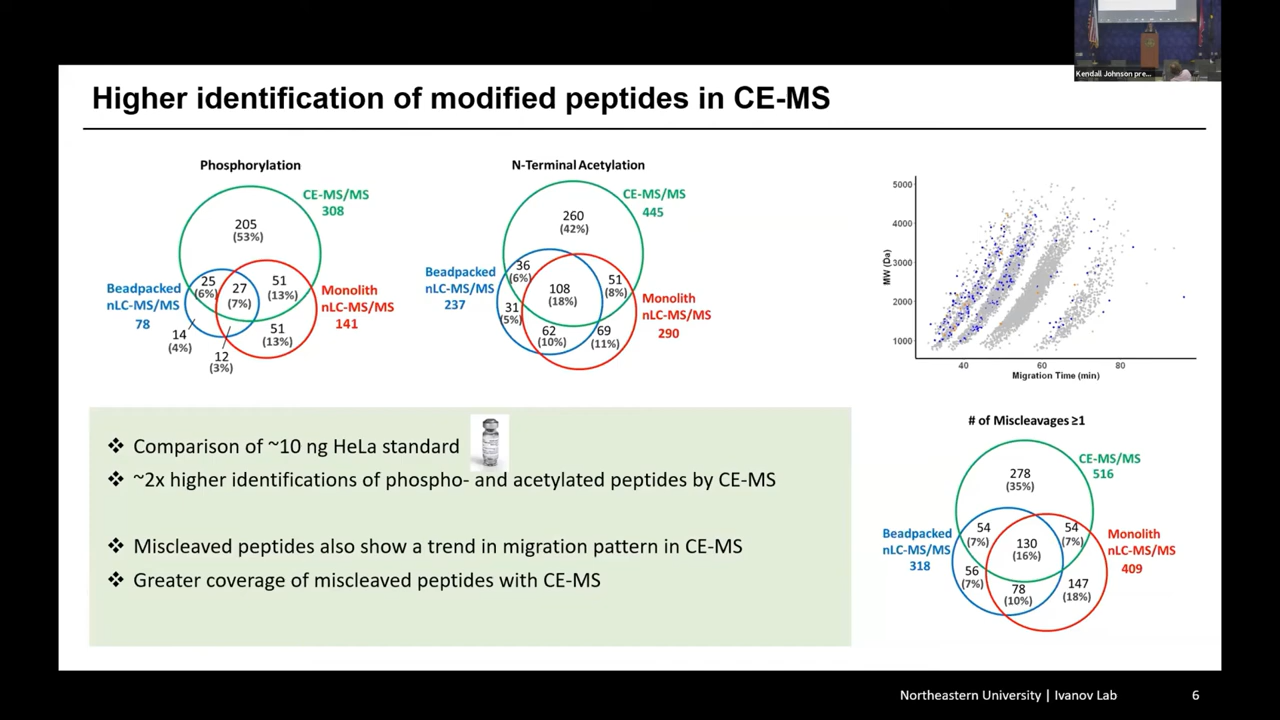 Kendall Johnson pre...
Higher identification of modified peptides in CE-MS
Phosphorylation
CE-MS/MS
308
205
(53%)
25
(6%)
27
(7%)
51
(13%)
Beadpacked
nLC-MS/MS
78
Monolith
nLC-MS/MS
141
14
(4%)
12
(3%)
51
(13%)
N-Terminal Acetylation
CE-MS/MS
445
260
(42%)
36
(6%)
108
(18%)
51
(8%)
Beadpacked
nLC-MS/MS
237
Monolith
nLC-MS/MS
290
31
(5%)
62
(10%)
69
(11%)
5000
4000
3000
2000
1000
MW (Da)
40 60 80
Migration Time (min)
❖ Comparison of ~10 ng HeLa standard
❖ ~2x higher identifications of phospho- and acetylated peptides by CE-MS
❖ Miscleaved peptides also show a trend in migration pattern in CE-MS
❖ Greater coverage of miscleaved peptides with CE-MS
# of Miscleavages ≥1
CE-MS/MS
516
278
(35%)
54
(7%)
130
(16%)
54
(7%)
Beadpacked
nLC-MS/MS
318
Monolith
nLC-MS/MS
409
56
(7%)
78
(10%)
147
(18%)
Northeastern University | Ivanov Lab
6